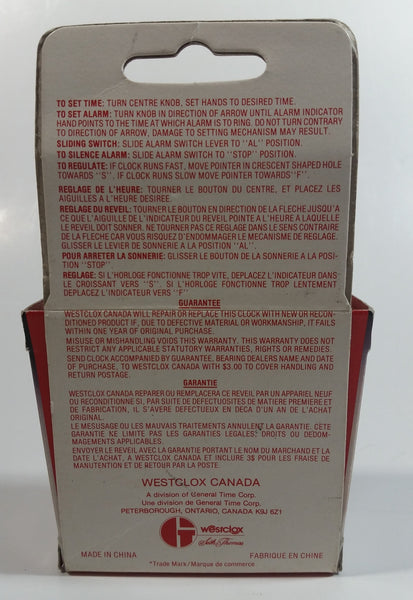 TO SET TIME: TURN CENTRE KNOB, SET HANDS TO DESIRED TIME.
TO SET ALARM: TURN KNOB IN DIRECTION OF ARROW UNTIL ALARM INDICATOR
HAND POINTS TO THE TIME AT WHICH ALARM IS TO RING. DO NOT TURN CONTRARY
TO DIRECTION OF ARROW, DAMAGE TO SETTING MECHANISM MAY RESULT.
SLIDING SWITCH: SLIDE ALARM SWITCH LEVER TO "AL" POSITION.
TO SILENCE ALARM: SLIDE ALARM SWITCH TO "STOP" POSITION.
TO REGULATE: IF CLOCK RUNS FAST, MOVE POINTER IN CRESCENT SHAPED HOLE
TOWARDS "S". IF CLOCK RUNS SLOW MOVE POINTER TOWARDS "F".
REGLAGE DE L'HEURE: TOURNER LE BOUTON DU CENTRE, ET PLACEZ LES
AIGUILLES A L'HEURE DESIREE.
REGLAGE DU REVEIL: TOURNER LE BOUTON EN DIRECTION DE LA FLECHE JUSQU'A
CE QUE L'AIGUILLE DE L'INDICATEUR DU REVEIL POINTE A L'HEURE A LAQUELLE
LE REVEIL DOIT SONNER. NE TOURNER PAS CE REGLAGE DANS LE SENS CONTRAIRE
DE LA FLECHE CAR VOUS RISQUEZ D'ENDOMMAGER LE MECANISME DE REGLAGE.
GLISSER LE LEVIER DE SONNERIE A LA POSITION "AL".
POUR ARRETER LA SONNERIE: GLISSER LE BOUTON DE LA SONNERIE A LA POSI-
TION "STOP".
REGLAGE: SI L'HORLOGE FONCTIONNE TROP VITE, DEPLACEZ L'INDICATEUR DANS
LE CROISSANT VERS "S". SI L'HORLOGE FONCTIONNE TROP LENTEMENT
DEPLACEZ L'INDICATEUR VERS "F"
GUARANTEE
WESTCLOX CANADA WILL REPAIR OR REPLACE THIS CLOCK WITH NEW OR RECON-
DITIONED PRODUCT IF, DUE TO DEFECTIVE MATERIAL OR WORKMANSHIP, IT FAILS
WITHIN ONE YEAR OF ORIGINAL PURCHASE.
MISUSE OR MISHANDLING VOIDS THIS WARRANTY. THIS WARRANTY DOES NOT
RESTRICT ANY APPLICABLE STATUTORY WARRANTIES, RIGHTS OR REMEDIES.
SEND CLOCK ACCOMPANIED BY GUARANTEE, BEARING DEALERS NAME AND DATE
OF PURCHASE, TO WESTCLOX CANADA WITH $3.00 TO COVER HANDLING AND
RETURN POSTAGE.
GARANTIE
WESTCLOX CANADA REPARER OU REMPLACERA CE REVEIL PAR UN APPAREIL NEUF
OU RECONDITIONNE SI, PAR SUITE DE DEFECTUOSITES DE MATIERE PREMIERE ET
DE FABRICATION, IL S'AVERE DEFECTUEUX EN DECA D'UN AN DE L'ACHAT
ORIGINAL.
LE MESUSAGE OU LES MAUVAIS TRAITEMENTS ANNULENT LA GARANTIE. CETTE
GARANTIE NE LIMITE PAS LES GARANTIES LEGALES, DROITS OU DEDOM-
MAGEMENTS APPLICABLES.
ENVOYER LE REVEIL AVEC LA GARANTIE PORTANT LE NOM DU MARCHAND ET LA
DATE DE L'ACHAT, A WESTCLOX CANADA ET INCLURE 3$ POUR LES FRAISE DE
MANUTENTION ET DE RETOUR PAR LA POSTE.
WESTCLOX CANADA
A division of General Time Corp.
Une division de General Time Corp.
PETERBOROUGH, ONTARIO, CANADA K9J 6Z1
westclox
Seth Thomas
MADE IN CHINA
FABRIQUE EN CHINE
*Trade Mark/Marque de commerce